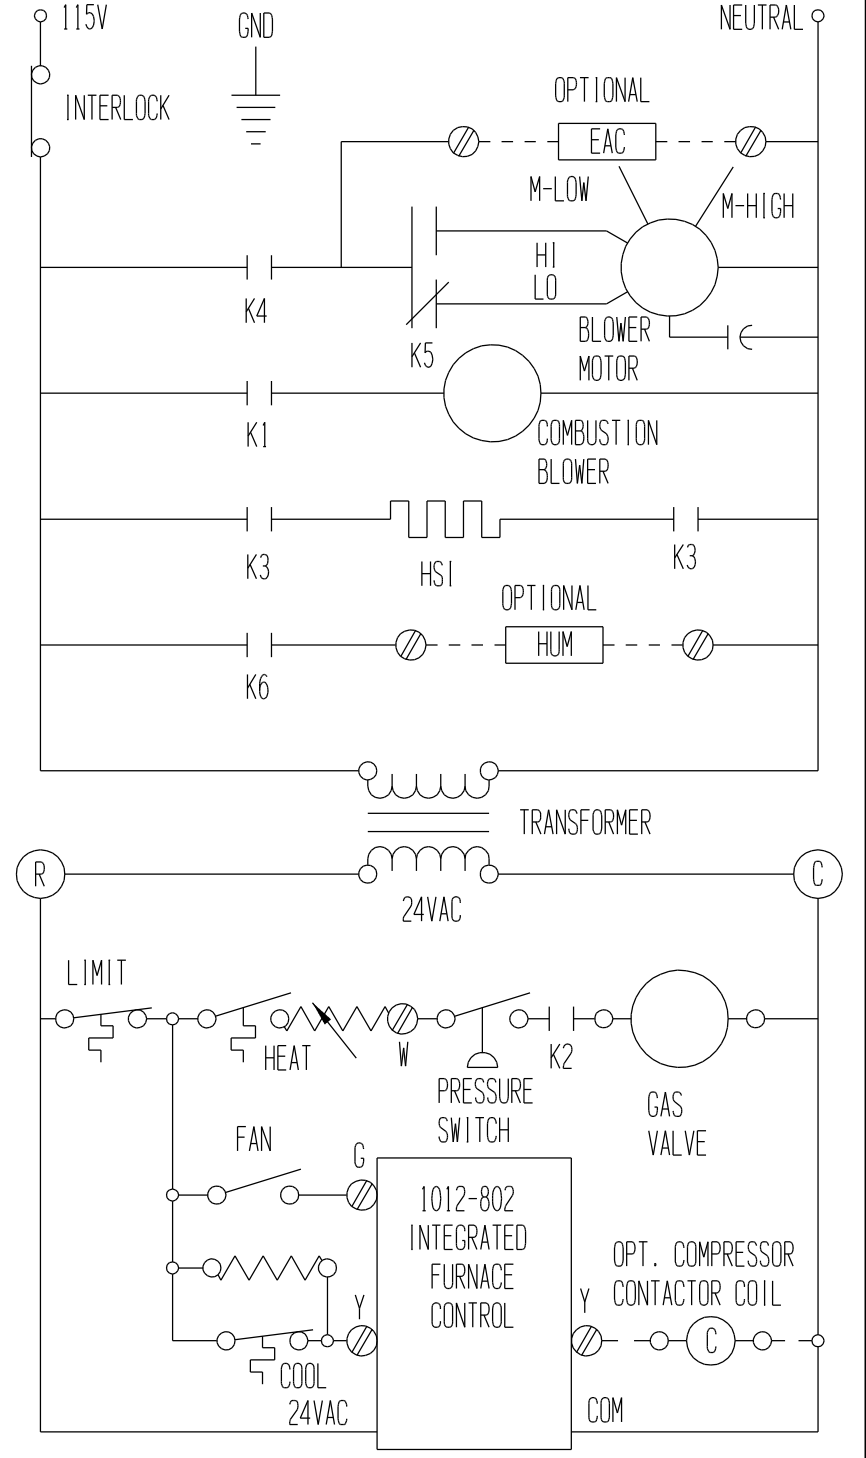 115V
GND
NEUTRAL
INTERLOCK
OPTIONAL
EAC
M-LOW
M-HIGH
HI
LO
K4
BLOWER
MOTOR
K5
K1
COMBUSTION
BLOWER
K3
HSI
K3
OPTIONAL
HUM
K6
TRANSFORMER
R
C
24VAC
LIMIT
HEAT
W
K2
PRESSURE
SWITCH
GAS
VALVE
FAN
G
1012-802
INTEGRATED
FURNACE
CONTROL
OPT. COMPRESSOR
CONTACTOR COIL
Y
Y
C
COOL
24VAC
COM